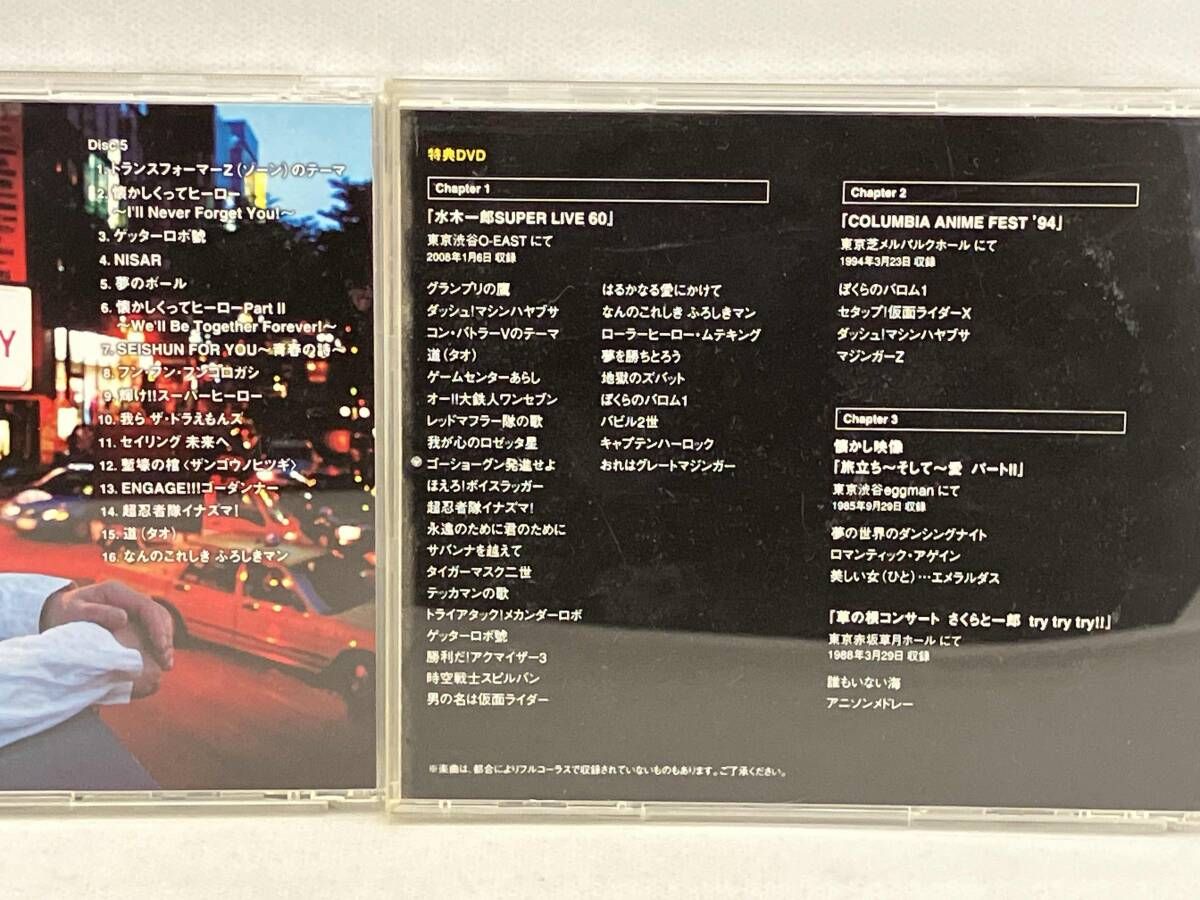 Y
Disc 5
1. トランスフォーマーZ(ゾーン)のテーマ
2. 懐かしくってヒーロー
〜I'll Never Forget You!〜
3. ゲッターロボ號
4. NISAR
5. 夢のボール
6. 懐かしくってヒーローPart II
〜We'll Be Together Forever!〜
7. SEISHUN FOR YOU〜青春の詩〜
8. フン・フン・フンコロガシ
9. 輝け!!スーパーヒーロー
10. 我ら ザ・ドラえもんズ
11. セイリング 未来へ
12. 塹壕の棺〈ザンゴウノヒツギ〉
13. ENGAGE!!!ゴーダンナー
14. 超忍者隊イナズマ!
15. 道(タオ)
16. なんのこれしき ふろしきマン
特典DVD
Chapter 1
『水木一郎SUPER LIVE 60』
東京渋谷O-EAST にて
2008年1月6日 収録
グランプリの鷹
ダッシュ!マシンハヤブサ
コン・バトラーVのテーマ
道(タオ)
ゲームセンターあらし
オー!!大鉄人ワンセブン
レッドマフラー隊の歌
我が心のロゼッタ星
ゴーショーグン発進せよ
ほえろ!ボイスラッガー
超忍者隊イナズマ!
永遠のために君のために
サバンナを越えて
タイガーマスク二世
テッカマンの歌
トライアタック!メカンダーロボ
ゲッターロボ號
勝利だ!アクマイザー3
時空戦士スピルバン
男の名は仮面ライダー
はるかなる愛にかけて
なんのこれしき ふろしきマン
ローラーヒーロー・ムテキング
夢を勝ちとろう
地獄のズバット
ぼくらのバロム1
バビル2世
キャプテンハーロック
おれはグレートマジンガー
Chapter 2
「COLUMBIA ANIME FEST '94」
東京芝メルパルクホール にて
1994年3月23日 収録
ぼくらのバロム1
セタップ!仮面ライダーX
ダッシュ!マシンハヤブサ
マジンガーZ
Chapter 3
懐かし映像
「旅立ち〜そして〜愛 パートII」
東京渋谷eggman にて
1985年9月29日 収録
夢の世界のダンシングナイト
ロマンティック・アゲイン
美しい女(ひと)…エメラルダス
『草の根コンサート さくらと一郎 try try try!!』
東京赤坂草月ホール にて
1988年3月29日 収録
誰もいない海
アニソンメドレー
※楽曲は、都合によりフルコーラスで収録されていないものもあります。ご了承ください。